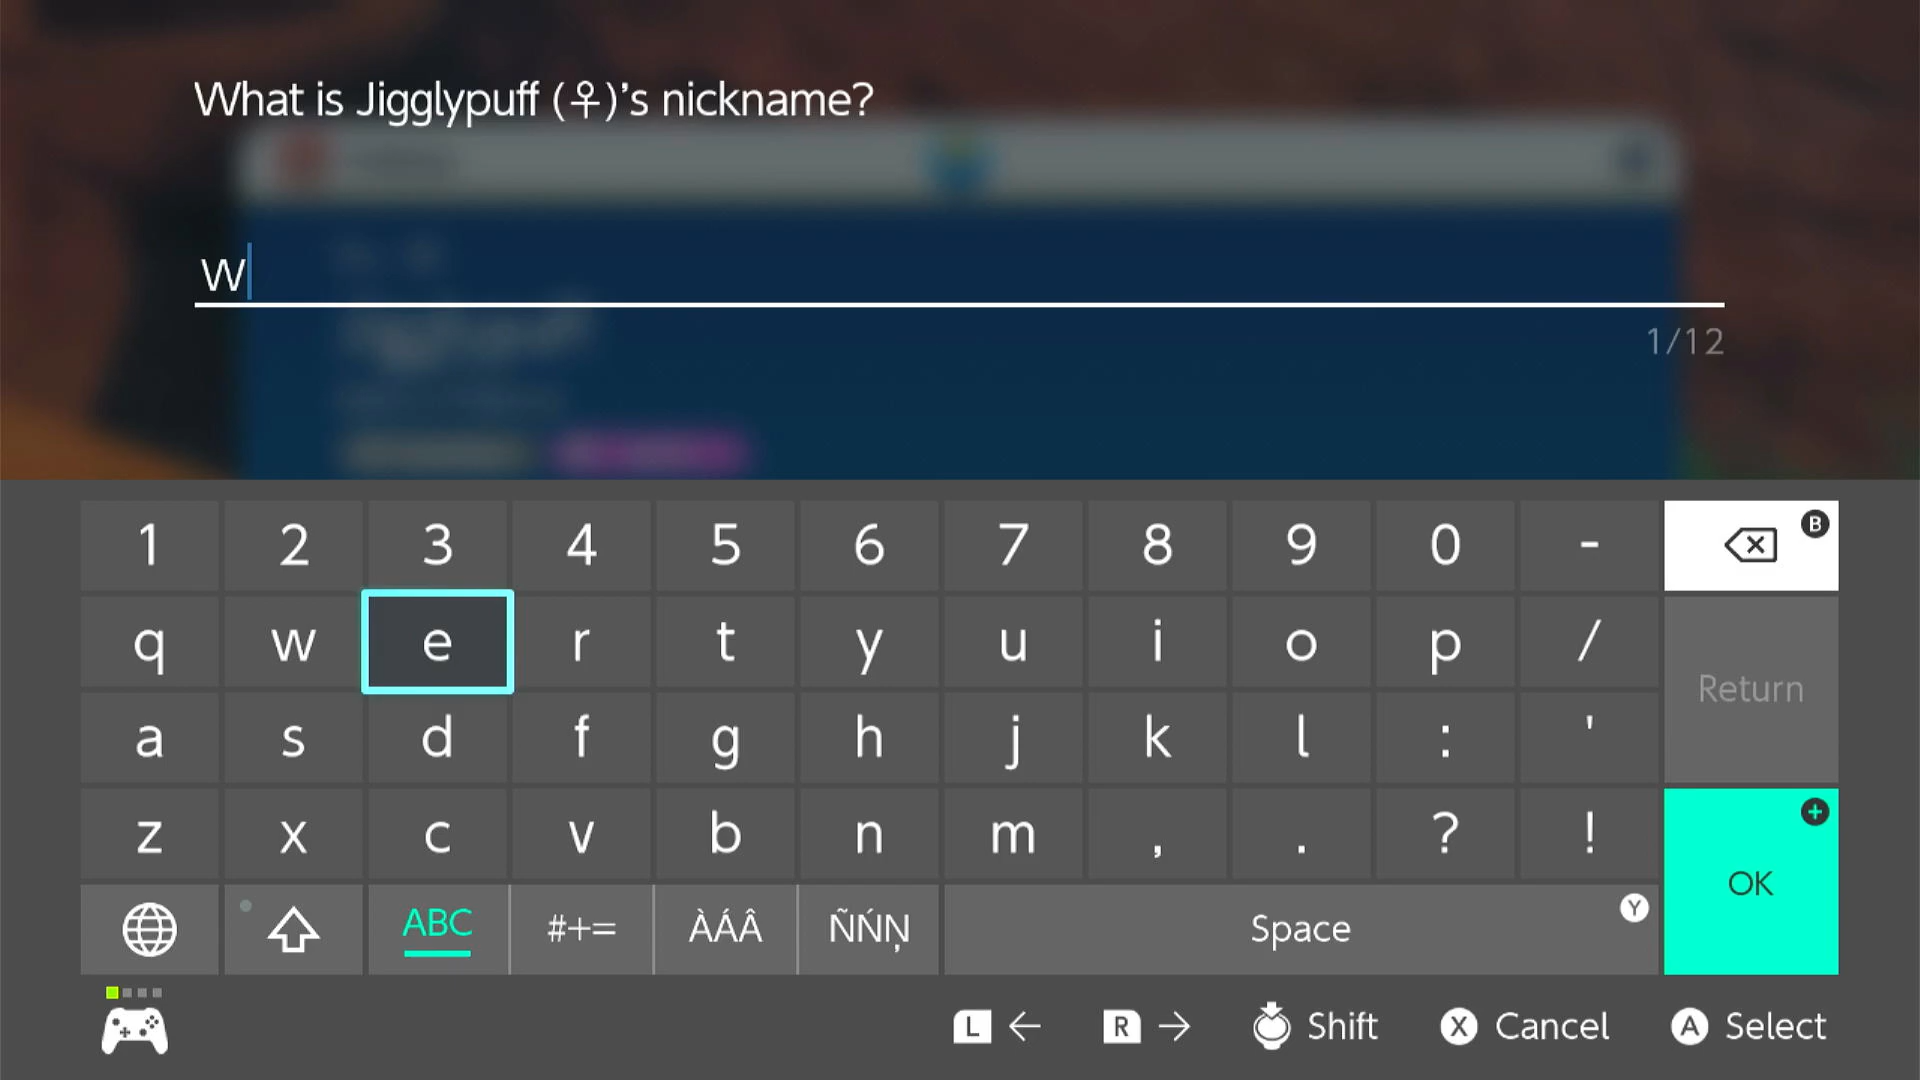 What is Jigglypuff (♀)'s nickname?
W
1/12
1 2 3 4 5 6 7 8 9 0 - B
q w e r t y u i o p /
Return
a s d f g h j k l : '
z x c v b n m , . ? ! +
OK
ABC #+= ÀÁÂ ÑŃŅ Space Y
L ← R → Shift X Cancel A Select